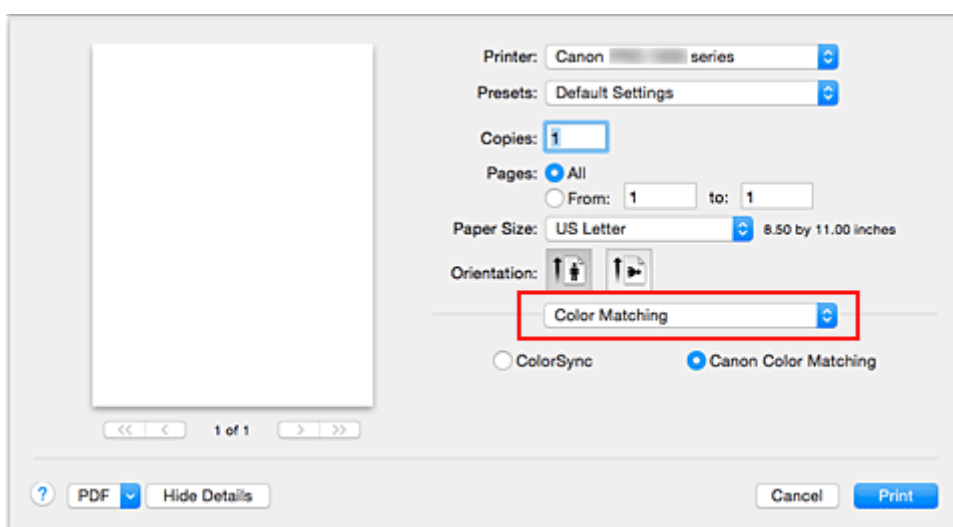 Printer: Canon series
Presets: Default Settings
Copies: 1
Pages: All
From: 1 to: 1
Paper Size: US Letter 8.50 by 11.00 inches
Orientation:
Color Matching
ColorSync Canon Color Matching
<< < 1 of 1 > >>
? PDF Hide Details Cancel Print